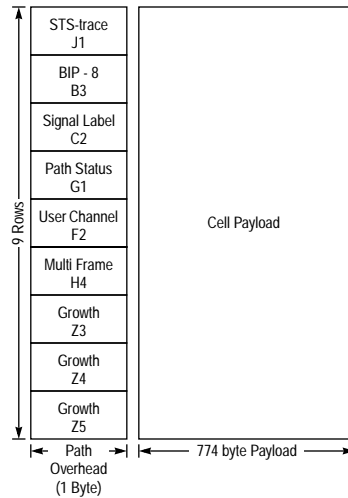 STS-trace
J1
BIP - 8
B3
Signal Label
C2
Path Status
G1
User Channel
F2
Multi Frame
H4
Growth
Z3
Growth
Z4
Growth
Z5
9 Rows
Cell Payload
Path
Overhead
(1 Byte)
774 byte Payload